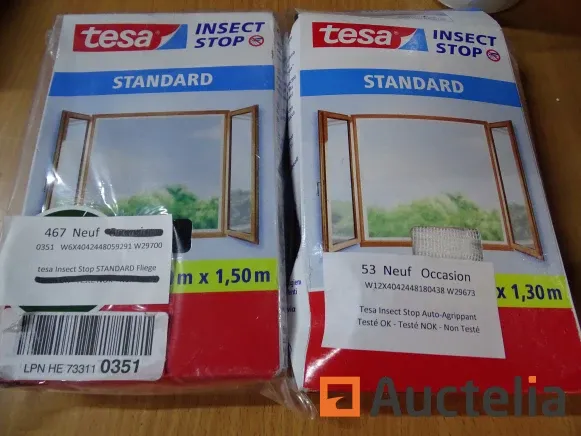 tesa INSECT STOP
STANDARD
467 Neuf
0351 W6X4042448059291 W29700
tesa Insect Stop STANDARD Fliege
m x 1,50m
LPN HE 73311 0351
tesa INSECT STOP
STANDARD
53 Neuf Occasion
W12X4042448180438 W29673
Tesa Insect Stop Auto-Agrippant
Testé OK - Testé NOK - Non Testé
x 1,30m
Auctelia